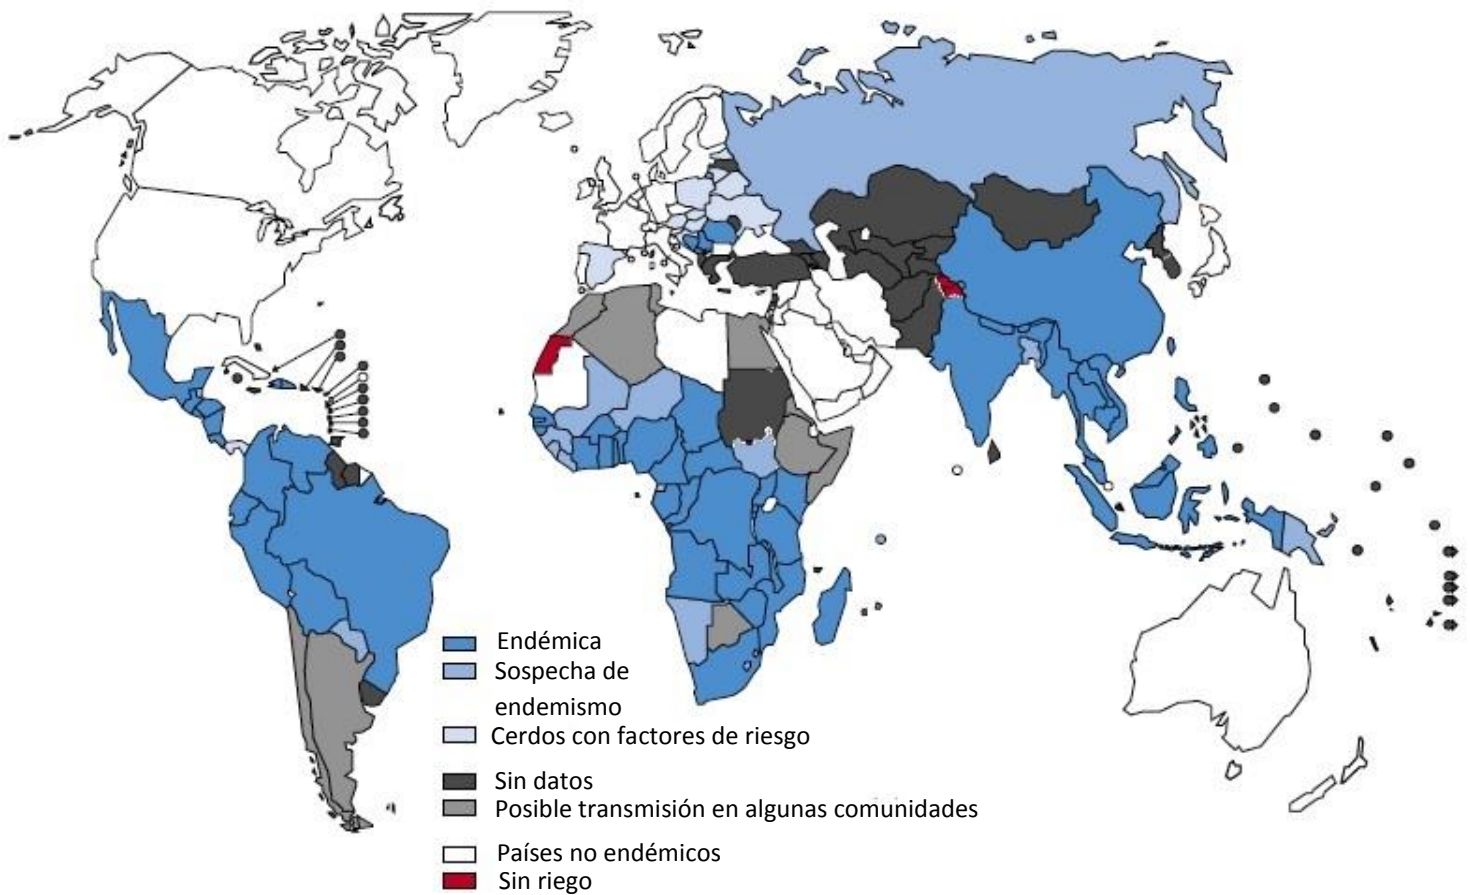 Endémica
Sospecha de
endemismo
Cerdos con factores de riesgo
Sin datos
Posible transmisión en algunas comunidades
Países no endémicos
Sin riego